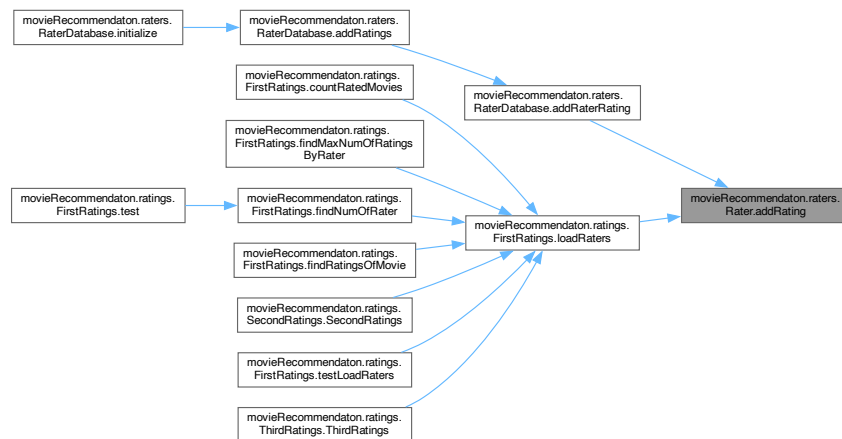 movieRecommendaton.raters.
RaterDatabase.initialize
movieRecommendaton.raters.
RaterDatabase.addRatings
movieRecommendaton.ratings.
FirstRatings.countRatedMovies
movieRecommendaton.raters.
RaterDatabase.addRaterRating
movieRecommendaton.ratings.
FirstRatings.findMaxNumOfRatings
ByRater
movieRecommendaton.ratings.
FirstRatings.test
movieRecommendaton.ratings.
FirstRatings.findNumOfRater
movieRecommendaton.raters.
Rater.addRating
movieRecommendaton.ratings.
FirstRatings.loadRaters
movieRecommendaton.ratings.
FirstRatings.findRatingsOfMovie
movieRecommendaton.ratings.
SecondRatings.SecondRatings
movieRecommendaton.ratings.
FirstRatings.testLoadRaters
movieRecommendaton.ratings.
ThirdRatings.ThirdRatings